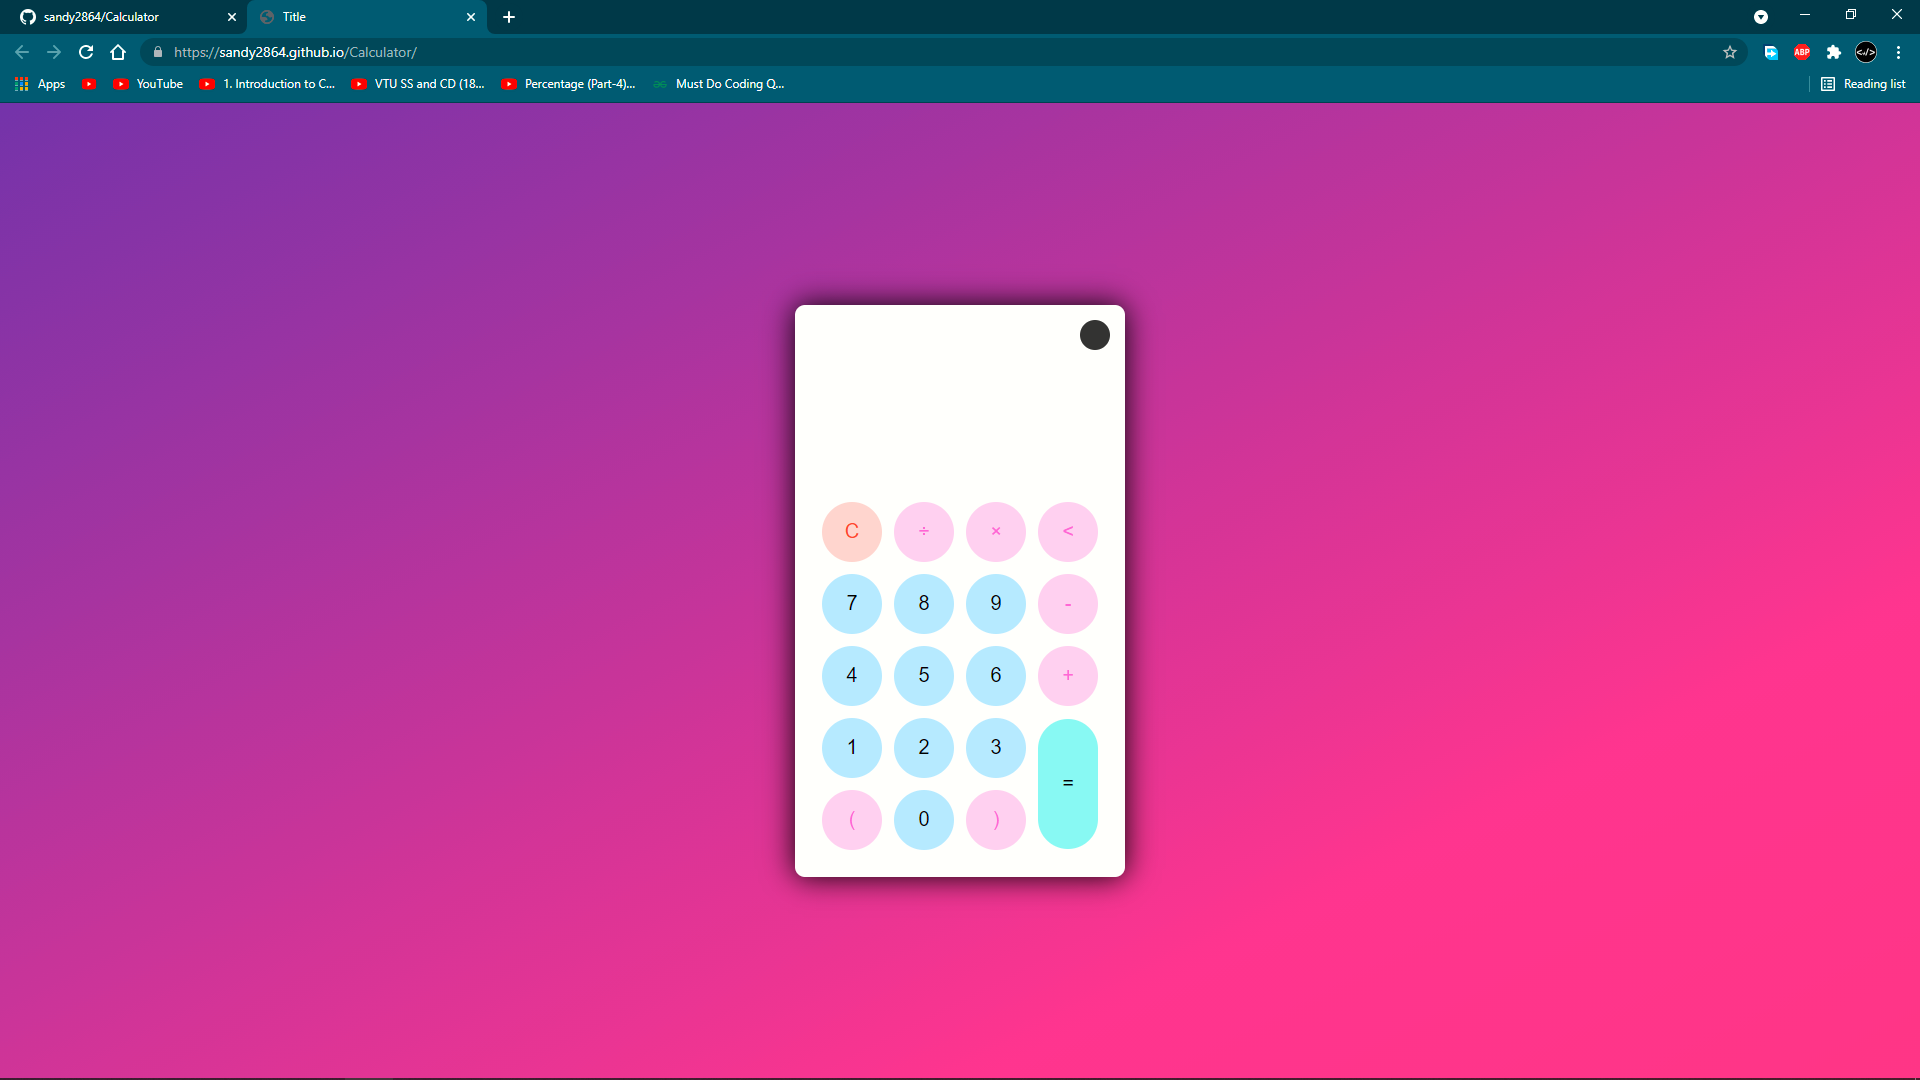 sandy2864/Calculator
Title
https://sandy2864.github.io/Calculator/
ABP
Apps
YouTube
1. Introduction to C...
VTU SS and CD (18...
Percentage (Part-4)...
Must Do Coding Q...
Reading list
C ÷ × <
7 8 9 -
4 5 6 +
1 2 3
=
( 0 )